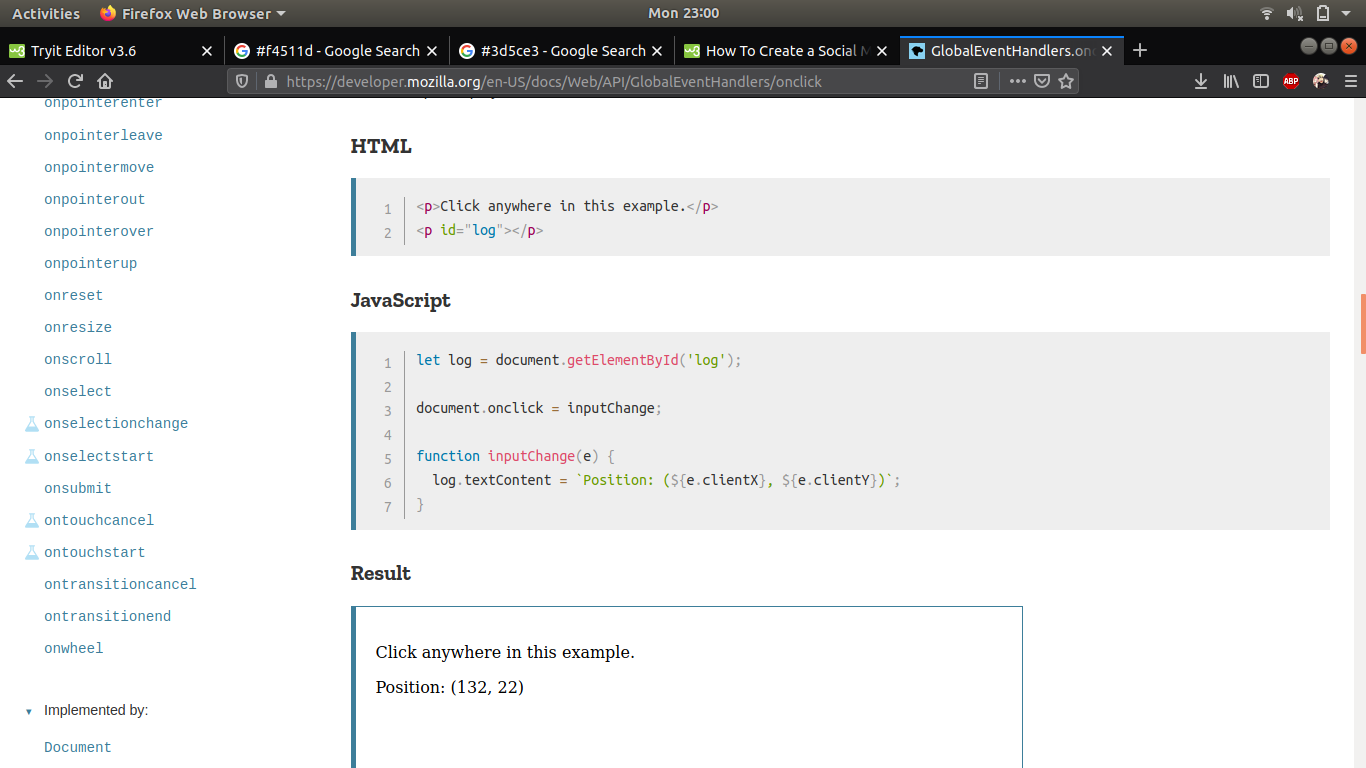 Activities Firefox Web Browser Mon 23:00
Tryit Editor v3.6 #f4511d - Google Search #3d5ce3 - Google Search How To Create a Social M GlobalEventHandlers.onc
https://developer.mozilla.org/en-US/docs/Web/API/GlobalEventHandlers/onclick ABP
onpointerenter
onpointerleave
onpointermove
onpointerout
onpointerover
onpointerup
onreset
onresize
onscroll
onselect
onselectionchange
onselectstart
onsubmit
ontouchcancel
ontouchstart
ontransitioncancel
ontransitionend
onwheel
Implemented by:
Document
HTML
1 <p>Click anywhere in this example.</p>
2 <p id="log"></p>
JavaScript
1 let log = document.getElementById('log');
2
3 document.onclick = inputChange;
4
5 function inputChange(e) {
6 log.textContent = `Position: (${e.clientX}, ${e.clientY})`;
7 }
Result
Click anywhere in this example.
Position: (132, 22)